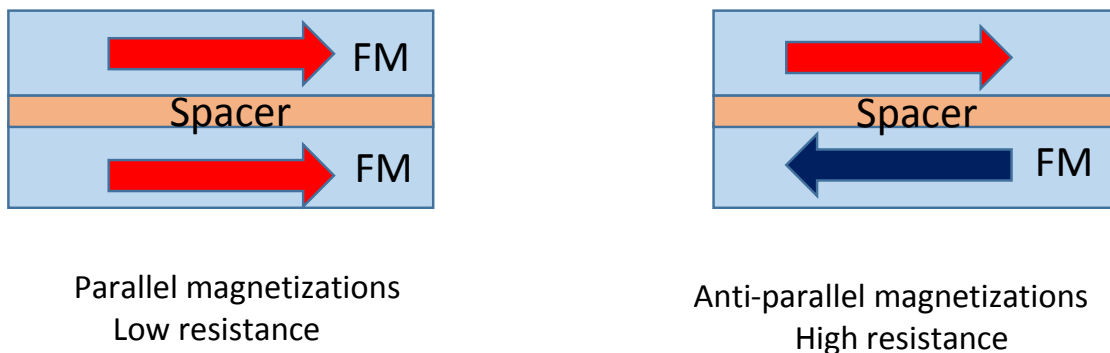 FM
Spacer
FM
Parallel magnetizations
Low resistance
Spacer
FM
Anti-parallel magnetizations
High resistance